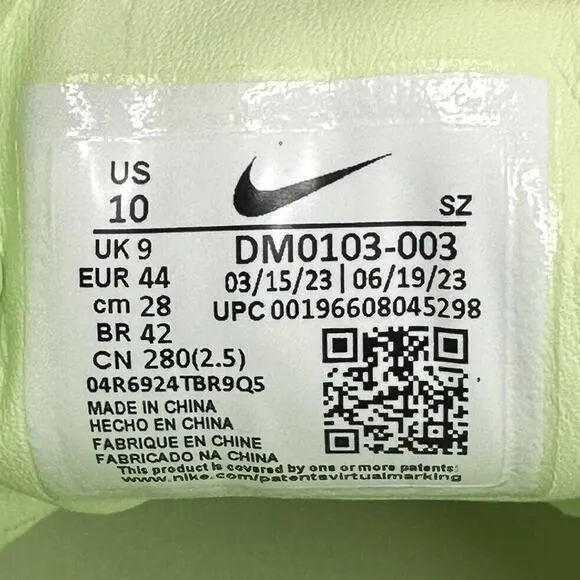 US
10
SZ
UK 9
DM0103-003
EUR 44
03/15/23 | 06/19/23
cm 28
UPC 00196608045298
BR 42
CN 280(2.5)
04R6924TBR9Q5
MADE IN CHINA
HECHO EN CHINA
FABRIQUE EN CHINE
FABRICADO NA CHINA
This product is covered by one or more patents:
www.nike.com/patentsvirtualmarking